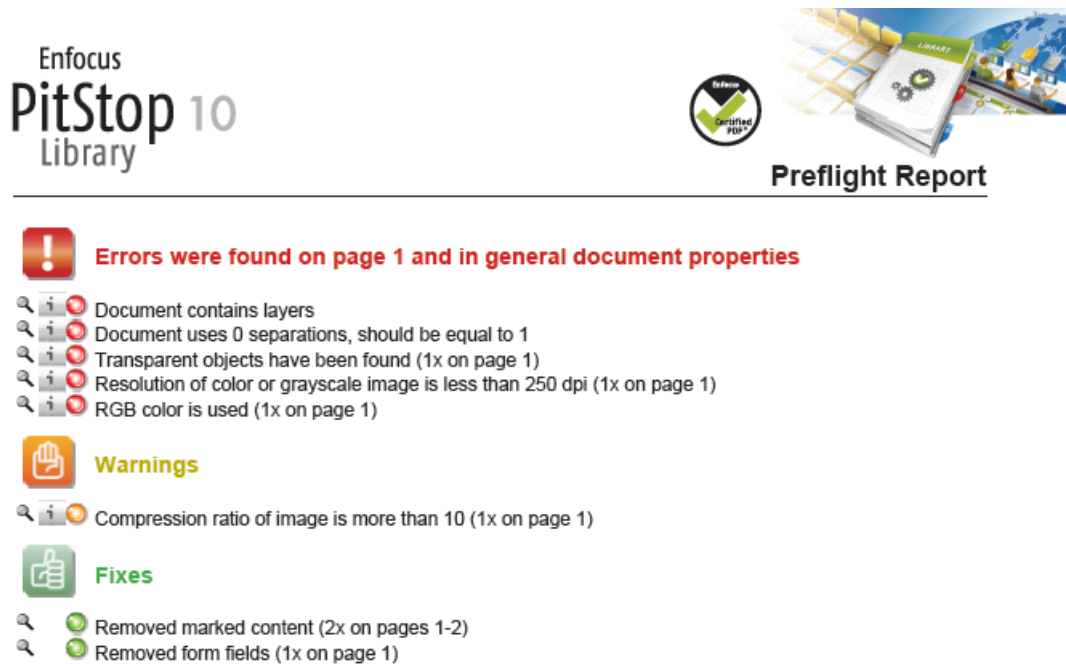 Enfocus
PitStop 10
Library
LIBRARY
Enfocus
Certified
PDF
Preflight Report
Errors were found on page 1 and in general document properties
Document contains layers
Document uses 0 separations, should be equal to 1
Transparent objects have been found (1x on page 1)
Resolution of color or grayscale image is less than 250 dpi (1x on page 1)
RGB color is used (1x on page 1)
Warnings
Compression ratio of image is more than 10 (1x on page 1)
Fixes
Removed marked content (2x on pages 1-2)
Removed form fields (1x on page 1)